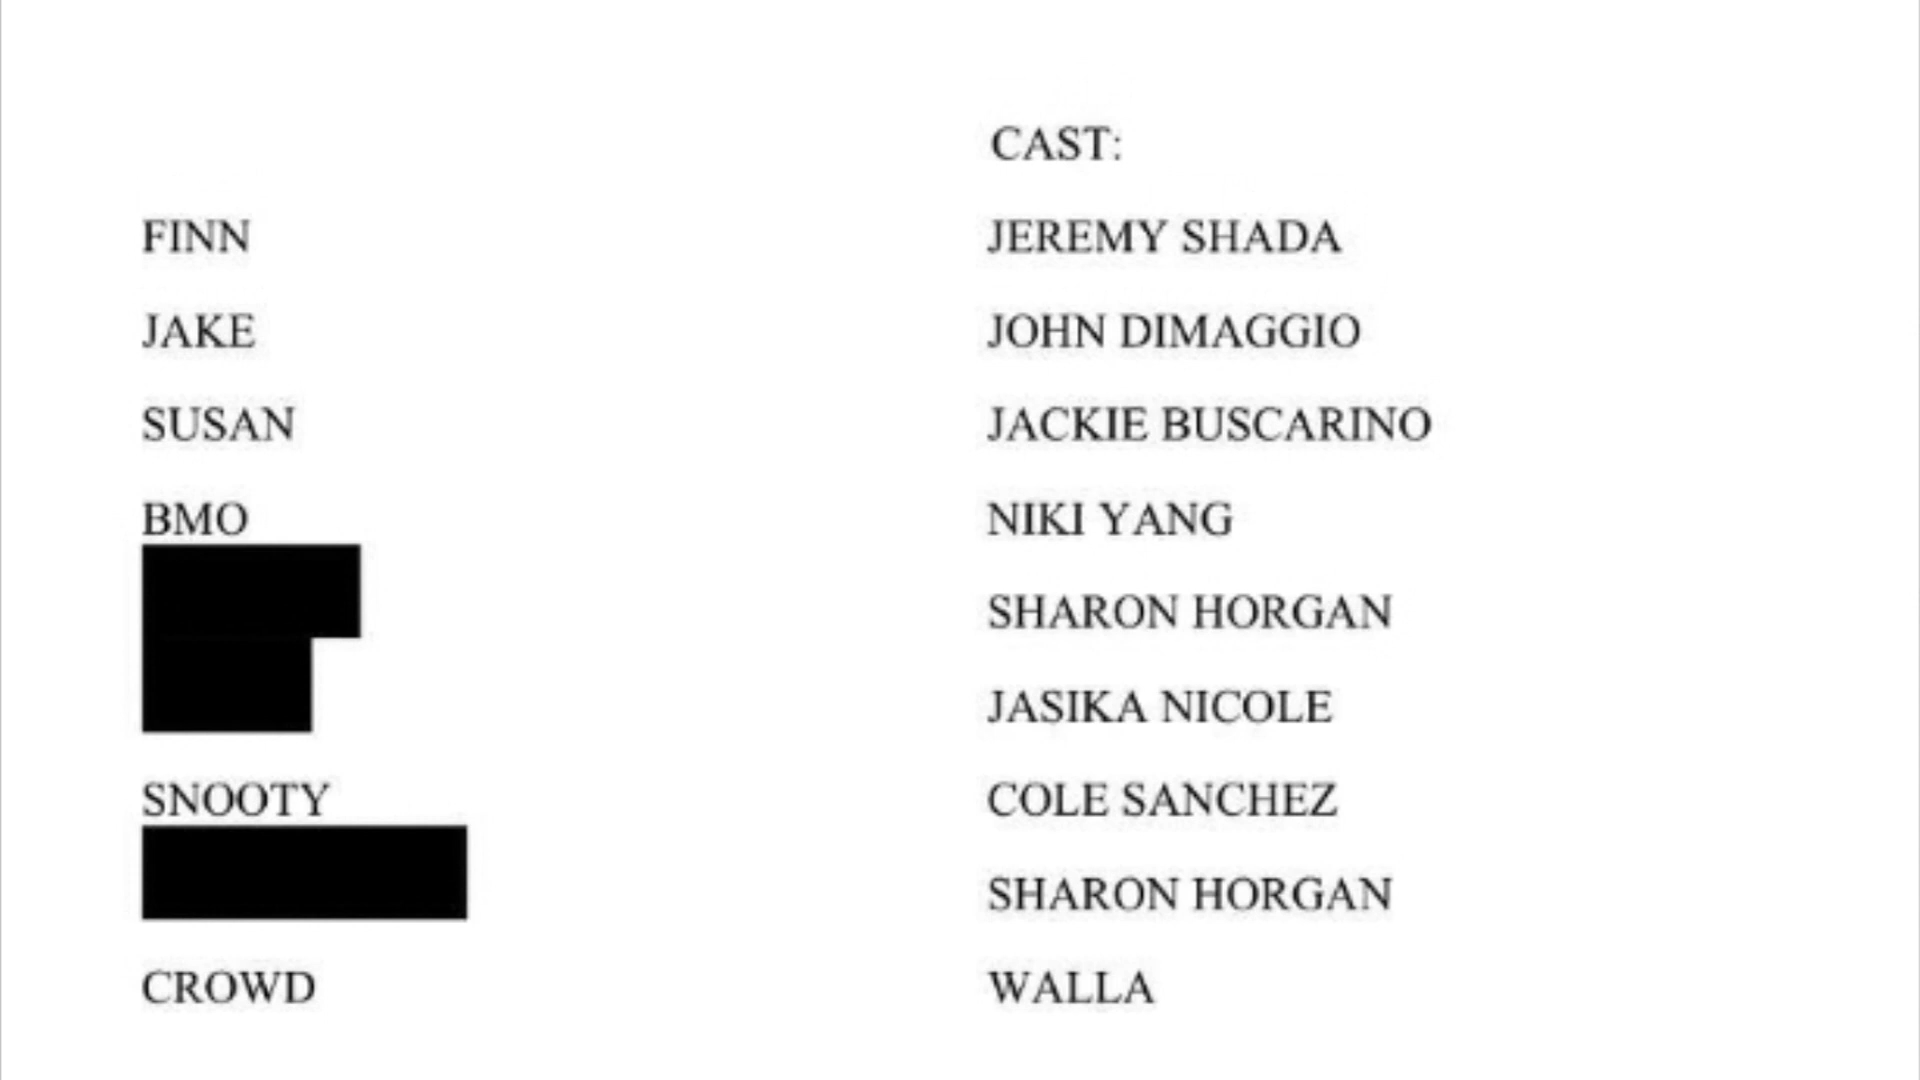 CAST:
FINN JEREMY SHADA
JAKE JOHN DIMAGGIO
SUSAN JACKIE BUSCARINO
BMO NIKI YANG
SHARON HORGAN
JASIKA NICOLE
SNOOTY COLE SANCHEZ
SHARON HORGAN
CROWD WALLA